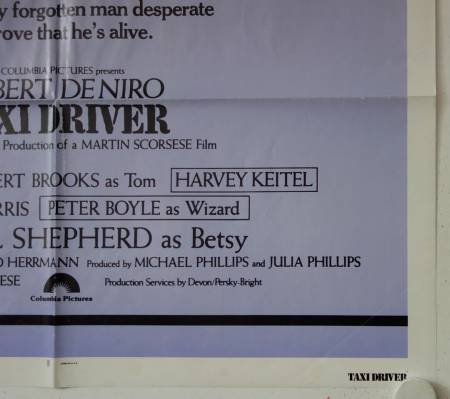 y forgotten man desperate
rove that he's alive.
COLUMBIA PICTURES presents
BERT DE NIRO
AXI DRIVER
Production of a MARTIN SCORSESE Film
ERT BROOKS as Tom HARVEY KEITEL
RRIS PETER BOYLE as Wizard
L SHEPHERD as Betsy
D HERRMANN Produced by MICHAEL PHILLIPS and JULIA PHILLIPS
ESE
Production Services by Devon/Persky-Bright
Columbia Pictures
TAXI DRIVER